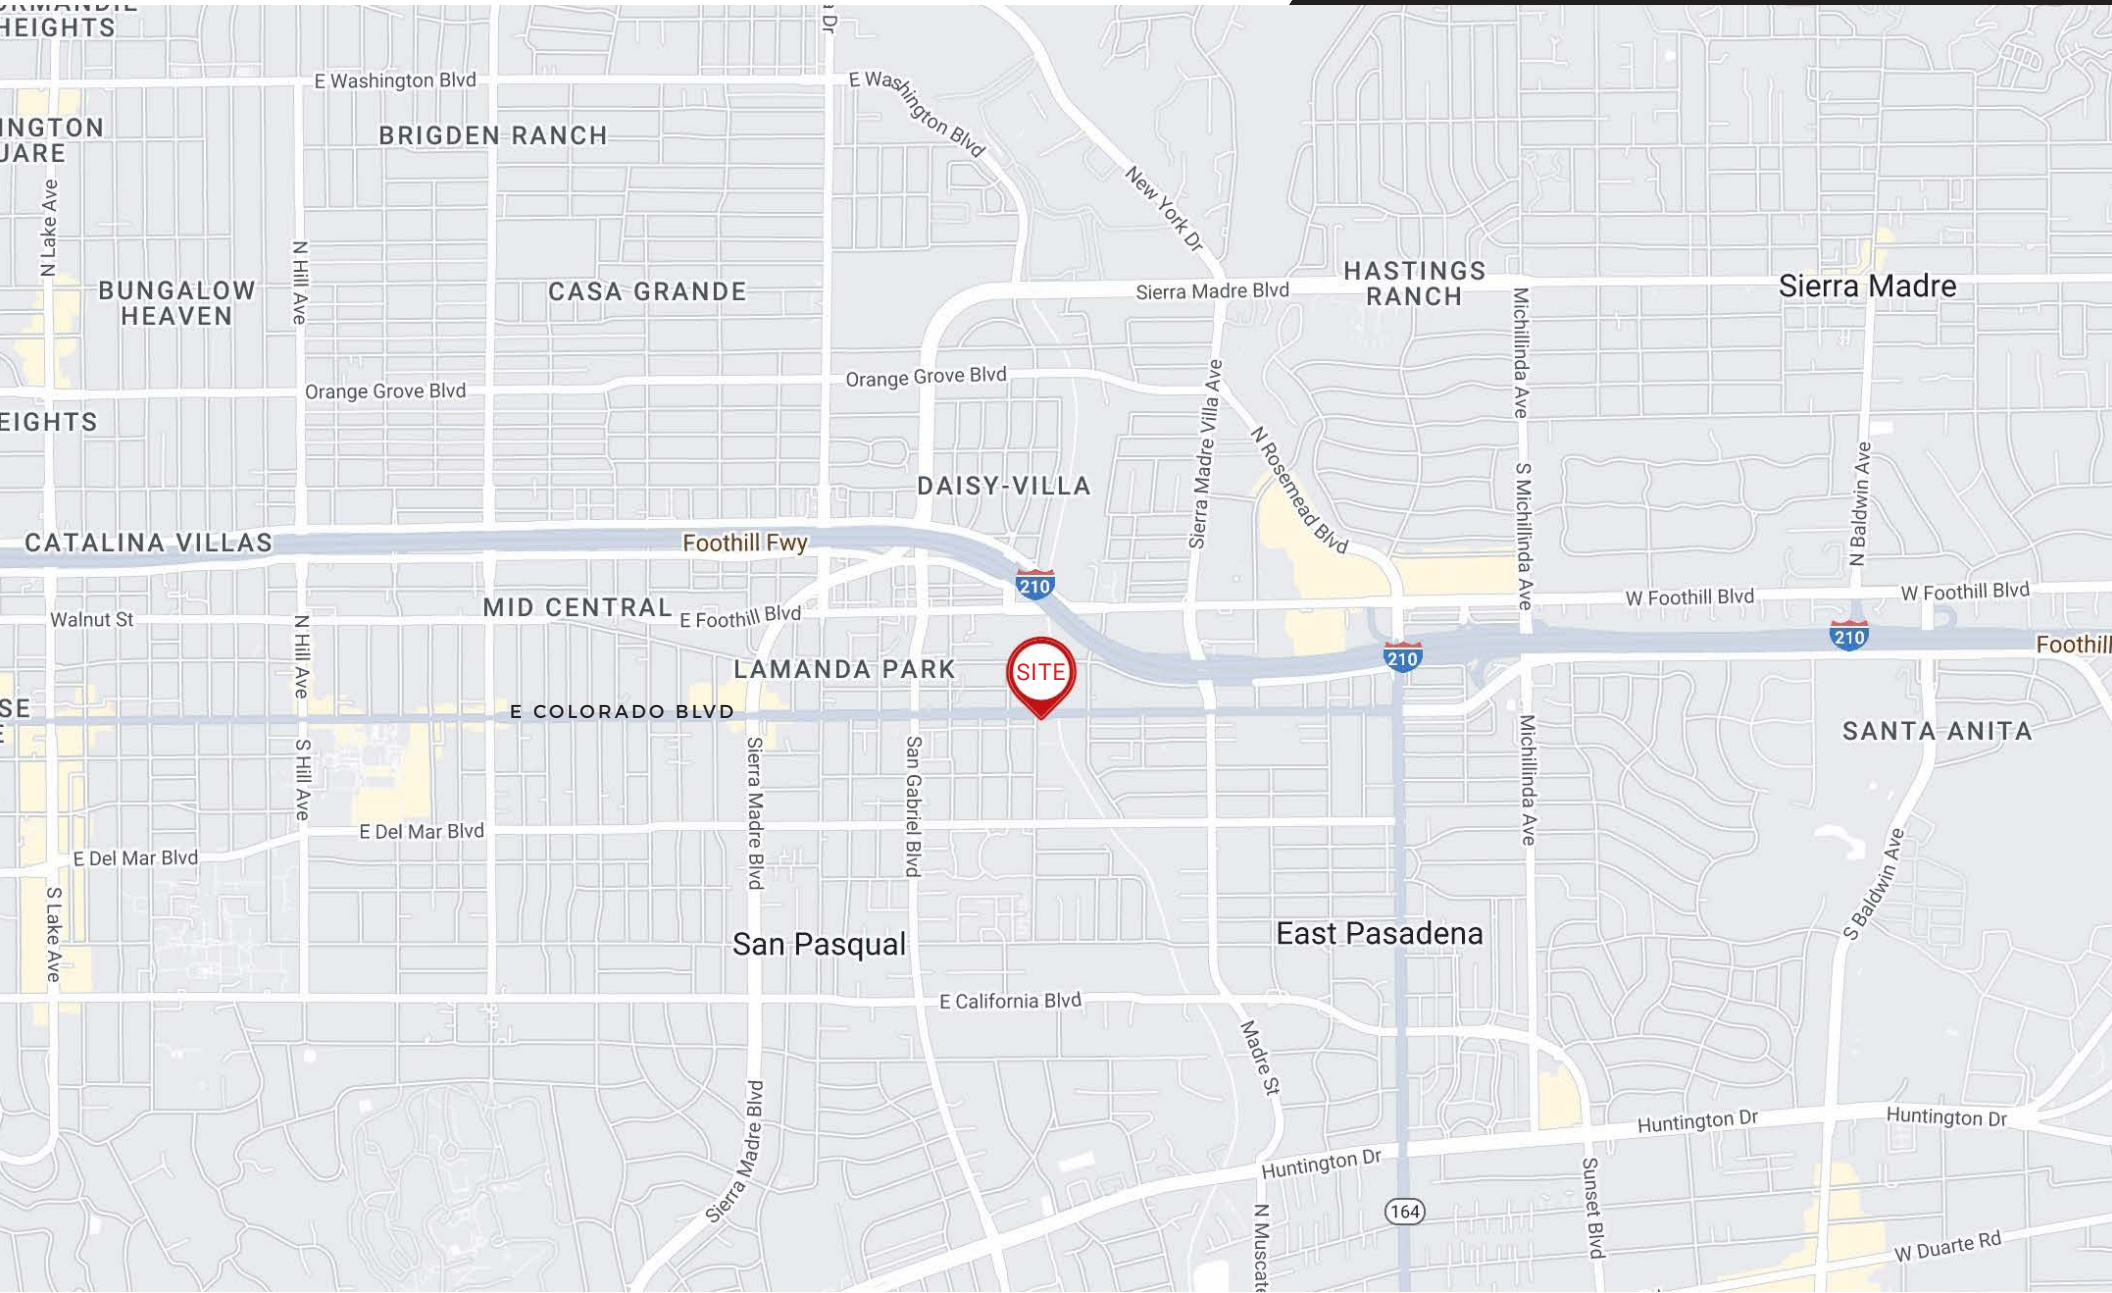 HEIGHTS
Dr
E Washington Blvd
E Washington Blvd
BRIGDEN RANCH
N Lake Ave
New York Dr
N Hill Ave
BUNGALOW
HEAVEN
CASA GRANDE
Sierra Madre Blvd
HASTINGS
RANCH
Sierra Madre
Michillinda Ave
Orange Grove Blvd
Orange Grove Blvd
Sierra Madre Villa Ave
N Rosemead Blvd
DAISY-VILLA
S Michillinda Ave
N Baldwin Ave
CATALINA VILLAS
Foothill Fwy
210
Walnut St
MID CENTRAL
E Foothill Blvd
W Foothill Blvd
W Foothill Blvd
210
210
Foothill
N Hill Ave
LAMANDA PARK
SITE
E COLORADO BLVD
SANTA ANITA
S Hill Ave
Sierra Madre Blvd
San Gabriel Blvd
Michillinda Ave
E Del Mar Blvd
E Del Mar Blvd
S Lake Ave
S Baldwin Ave
San Pasqual
East Pasadena
E California Blvd
Madre St
Sierra Madre Blvd
Huntington Dr
Huntington Dr
Huntington Dr
Sunset Blvd
164
W Duarte Rd